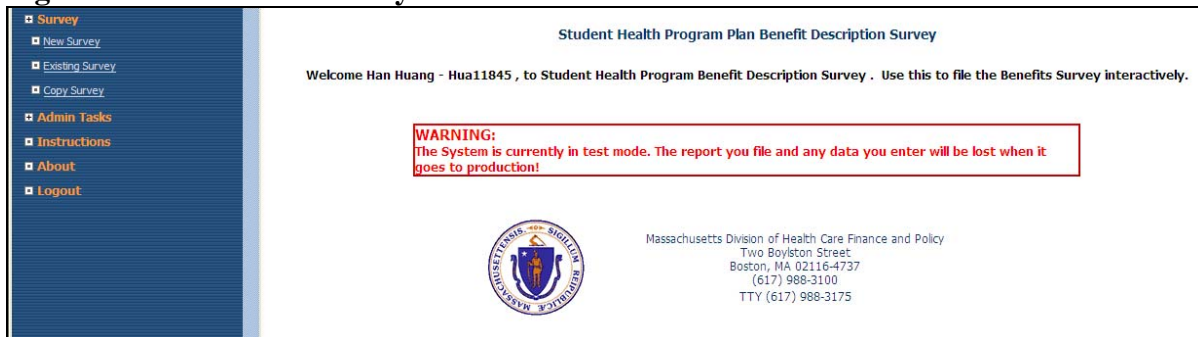 Survey
New Survey
Existing Survey
Copy Survey
Admin Tasks
Instructions
About
Logout
Student Health Program Plan Benefit Description Survey
Welcome Han Huang - Hua11845 , to Student Health Program Benefit Description Survey . Use this to file the Benefits Survey interactively.
WARNING:
The System is currently in test mode. The report you file and any data you enter will be lost when it
goes to production!
Massachusetts Division of Health Care Finance and Policy
Two Boylston Street
Boston, MA 02116-4737
(617) 988-3100
TTY (617) 988-3175